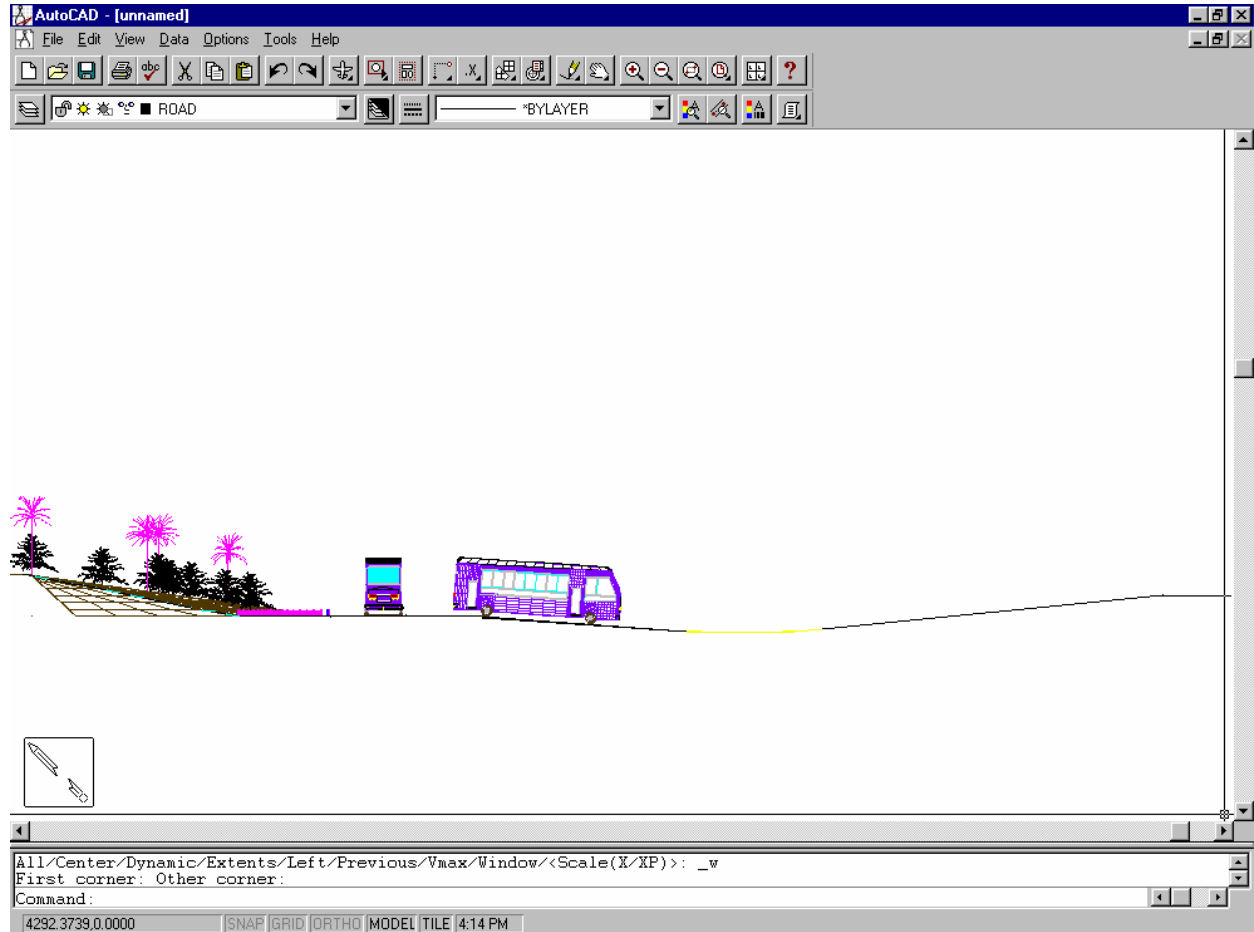 AutoCAD - [unnamed]
File Edit View Data Options Tools Help
abc .X ?
ROAD *BYLAYER
All/Center/Dynamic/Extents/Left/Previous/Vmax/Window/<Scale(X/XP)>: _w
First corner: Other corner:
Command:
4292.3739,0.0000 SNAP GRID ORTHO MODEL TILE 4:14 PM